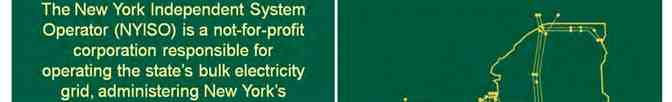 The New York Independent System
Operator (NYISO) is a not-for-profit
corporation responsible for
operating the state's bulk electricity
grid, administering New York's